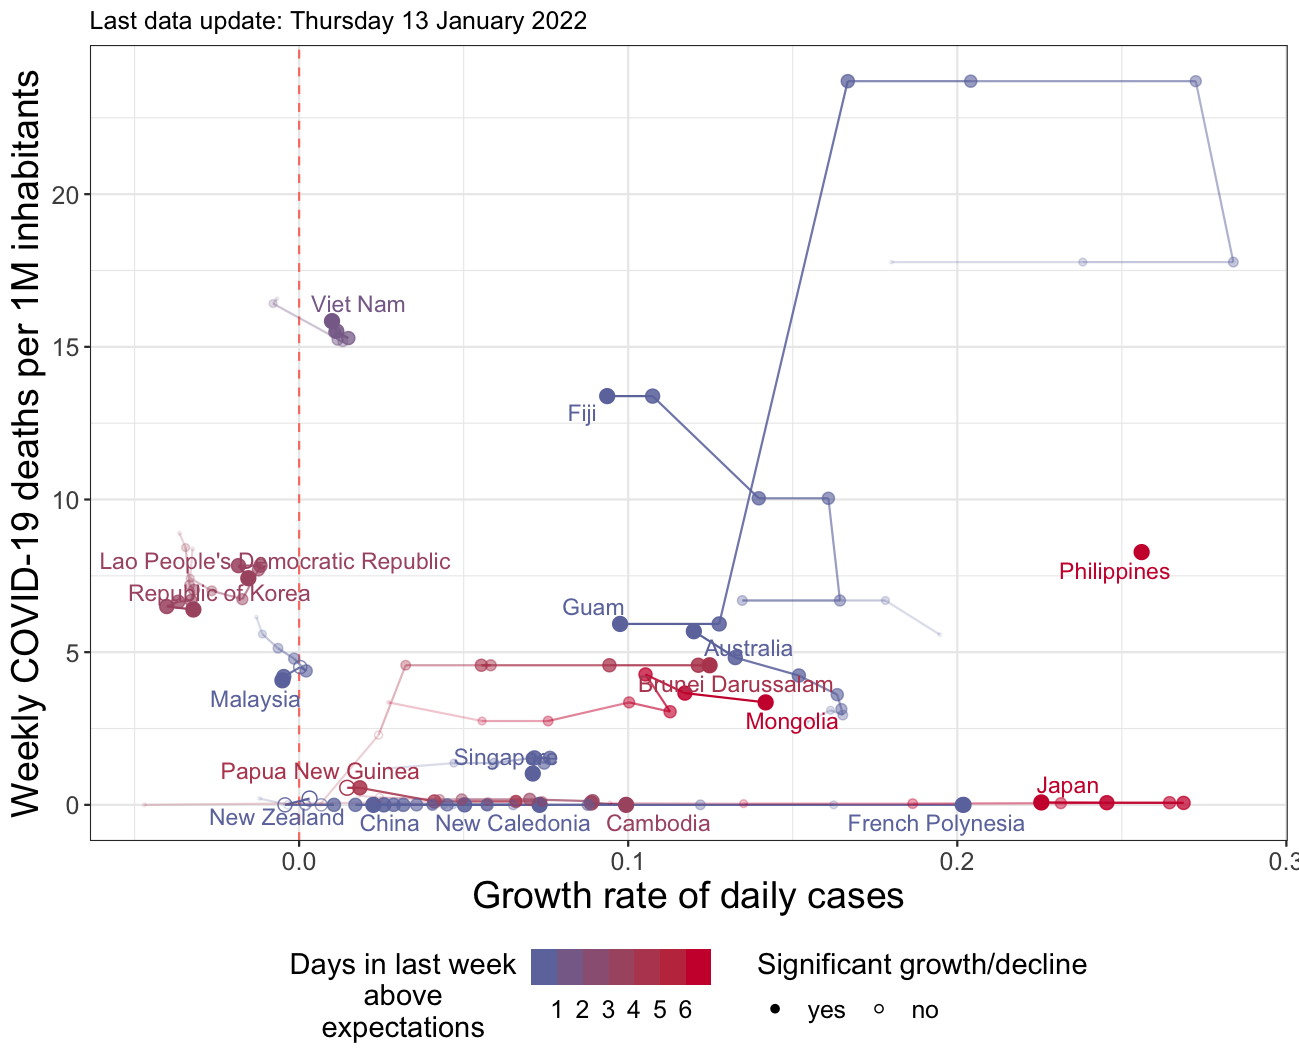 Last data update: Thursday 13 January 2022
Weekly COVID-19 deaths per 1M inhabitants
20
15
10
5
0
Viet Nam
Fiji
Lao People's Democratic Republic
Philippines
Republic of Korea
Guam
Australia
Brunei Darussalam
Malaysia
Mongolia
Papua New Guinea
Japan
New Zealand
China
New Caledonia
Cambodia
French Polynesia
0.0
0.1
0.2
Growth rate of daily cases
Days in last week
above
expectations
1 2 3 4 5 6
Significant growth/decline
yes
no